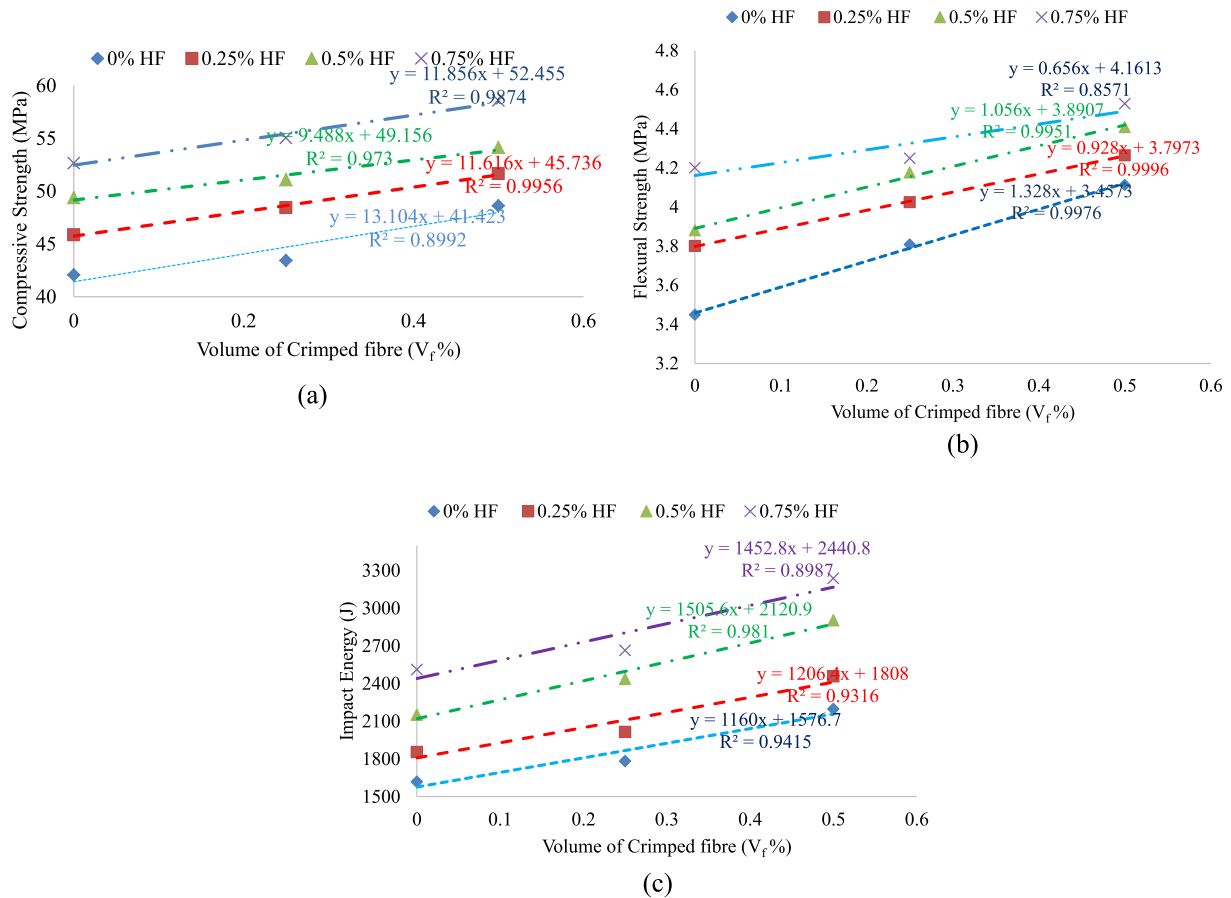 0% HF 0.25% HF 0.5% HF 0.75% HF
Compressive Strength (MPa)
60
55
50
45
40
y = 11.856x + 52.455
R² = 0.9874
y = 9.488x + 49.156
R² = 0.973
y = 11.616x + 45.736
R² = 0.9956
y = 13.104x + 41.423
R² = 0.8992
0 0.2 0.4 0.6
Volume of Crimped fibre (Vf %)
(a)
0% HF 0.25% HF 0.5% HF 0.75% HF
Flexural Strength (MPa)
4.8
4.4
4.2
4
3.8
3.6
3.4
3.2
4.6
y = 0.656x + 4.1613
R² = 0.8571
y = 1.056x + 3.8907
R² = 0.9951
y = 0.928x + 3.7973
R² = 0.9996
y = 1.328x + 3.4573
R² = 0.9976
0 0.1 0.2 0.3 0.4 0.5 0.6
Volume of Crimped fibre (Vf %)
(b)
0% HF 0.25% HF 0.5% HF 0.75% HF
Impact Energy (J)
3300
3000
2700
2400
2100
1800
1500
y = 1452.8x + 2440.8
R² = 0.8987
y = 1505.6x + 2120.9
R² = 0.981
y = 1206.4x + 1808
R² = 0.9316
y = 1160x + 1576.7
R² = 0.9415
0 0.1 0.2 0.3 0.4 0.5 0.6
Volume of Crimped fibre (Vf %)
(c)